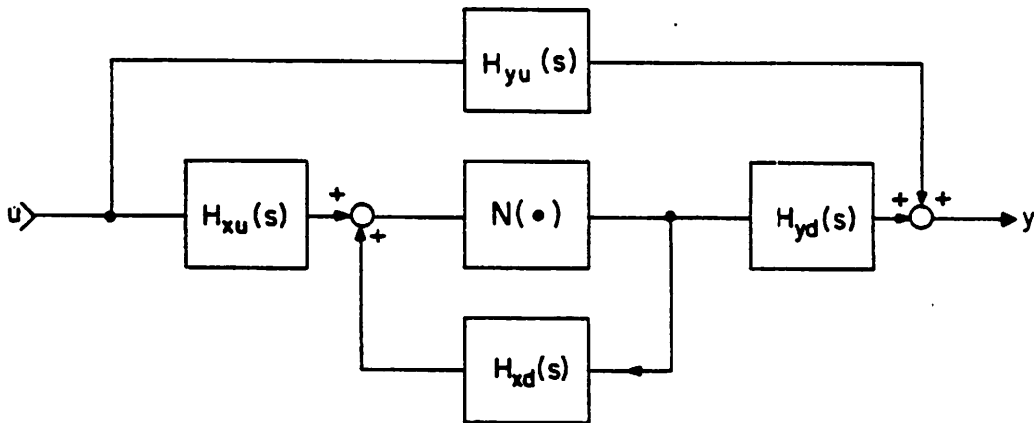 H_yu(s)
u
H_xu(s)
+
+
N(•)
H_yd(s)
+
+
y
H_xd(s)